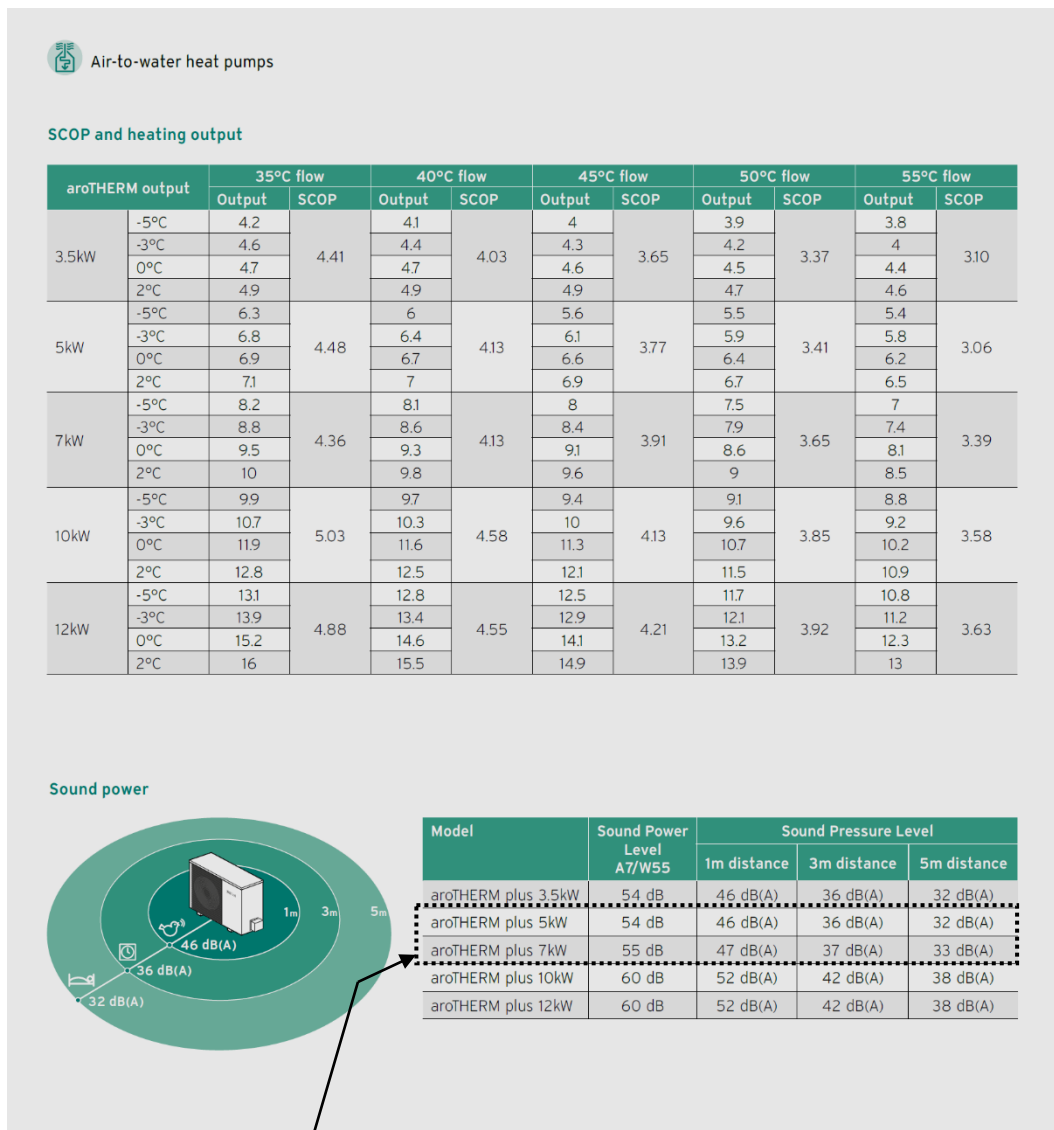 Air-to-water heat pumps
SCOP and heating output
aroTHERM output 35°C flow 40°C flow 45°C flow 50°C flow 55°C flow
Output SCOP Output SCOP Output SCOP Output SCOP Output SCOP
3.5kW 4.41 4.03 3.65 3.37 3.10
-5°C 4.2 4.1 4 3.9 3.8
-3°C 4.6 4.4 4.3 4.2 4
0°C 4.7 4.7 4.6 4.5 4.4
2°C 4.9 4.9 4.9 4.7 4.6
5kW 4.48 4.13 3.77 3.41 3.06
-5°C 6.3 6 5.6 5.5 5.4
-3°C 6.8 6.4 6.1 5.9 5.8
0°C 6.9 6.7 6.6 6.4 6.2
2°C 7.1 7 6.9 6.7 6.5
7kW 4.36 4.13 3.91 3.65 3.39
-5°C 8.2 8.1 8 7.5 7
-3°C 8.8 8.6 8.4 7.9 7.4
0°C 9.5 9.3 9.1 8.6 8.1
2°C 10 9.8 9.6 9 8.5
10kW 5.03 4.58 4.13 3.85 3.58
-5°C 9.9 9.7 9.4 9.1 8.8
-3°C 10.7 10.3 10 9.6 9.2
0°C 11.9 11.6 11.3 10.7 10.2
2°C 12.8 12.5 12.1 11.5 10.9
12kW 4.88 4.55 4.21 3.92 3.63
-5°C 13.1 12.8 12.5 11.7 10.8
-3°C 13.9 13.4 12.9 12.1 11.2
0°C 15.2 14.6 14.1 13.2 12.3
2°C 16 15.5 14.9 13.9 13
Sound power
1m 3m 5m
46 dB(A)
36 dB(A)
32 dB(A)
Model Sound Power Level A7/W55 Sound Pressure Level
1m distance 3m distance 5m distance
aroTHERM plus 3.5kW 54 dB 46 dB(A) 36 dB(A) 32 dB(A)
aroTHERM plus 5kW 54 dB 46 dB(A) 36 dB(A) 32 dB(A)
aroTHERM plus 7kW 55 dB 47 dB(A) 37 dB(A) 33 dB(A)
aroTHERM plus 10kW 60 dB 52 dB(A) 42 dB(A) 38 dB(A)
aroTHERM plus 12kW 60 dB 52 dB(A) 42 dB(A) 38 dB(A)